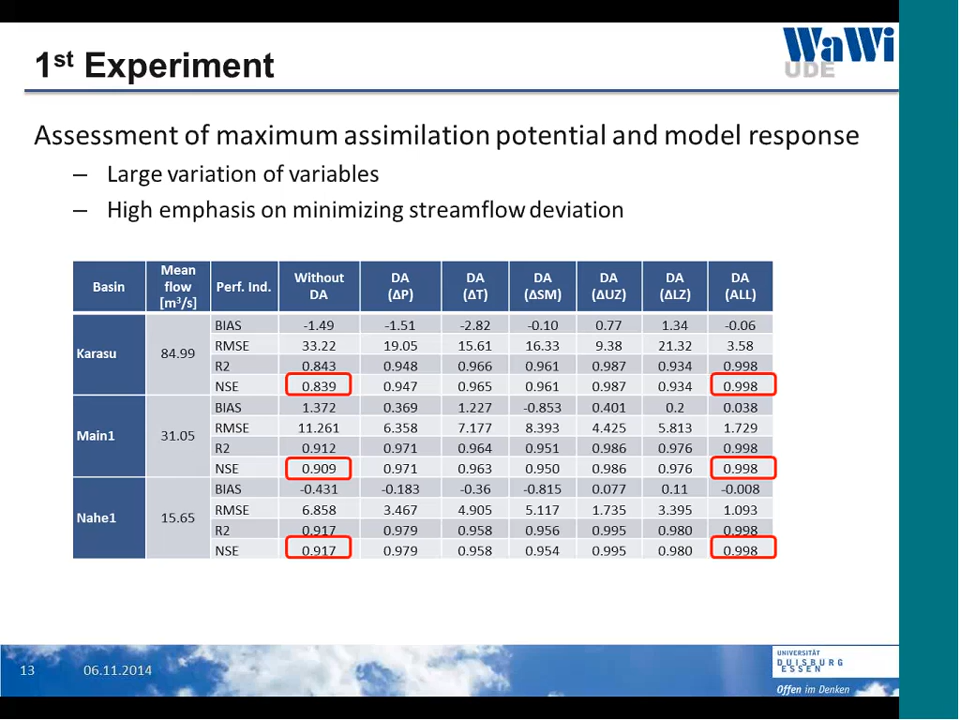 WaWi
UDE
1st Experiment
Assessment of maximum assimilation potential and model response
– Large variation of variables
– High emphasis on minimizing streamflow deviation
Basin Mean flow [m³/s] Perf. Ind. Without DA DA (ΔP) DA (ΔT) DA (ΔSM) DA (ΔUZ) DA (ΔLZ) DA (ALL)
Karasu 84.99 BIAS -1.49 -1.51 -2.82 -0.10 0.77 1.34 -0.06
RMSE 33.22 19.05 15.61 16.33 9.38 21.32 3.58
R2 0.843 0.948 0.966 0.961 0.987 0.934 0.998
NSE 0.839 0.947 0.965 0.961 0.987 0.934 0.998
Main1 31.05 BIAS 1.372 0.369 1.227 -0.853 0.401 0.2 0.038
RMSE 11.261 6.358 7.177 8.393 4.425 5.813 1.729
R2 0.912 0.971 0.964 0.951 0.986 0.976 0.998
NSE 0.909 0.971 0.963 0.950 0.986 0.976 0.998
Nahe1 15.65 BIAS -0.431 -0.183 -0.36 -0.815 0.077 0.11 -0.008
RMSE 6.858 3.467 4.905 5.117 1.735 3.395 1.093
R2 0.917 0.979 0.958 0.956 0.995 0.980 0.998
NSE 0.917 0.979 0.958 0.954 0.995 0.980 0.998
13 06.11.2014
UNIVERSITÄT
DUISBURG
ESSEN
Offen im Denken